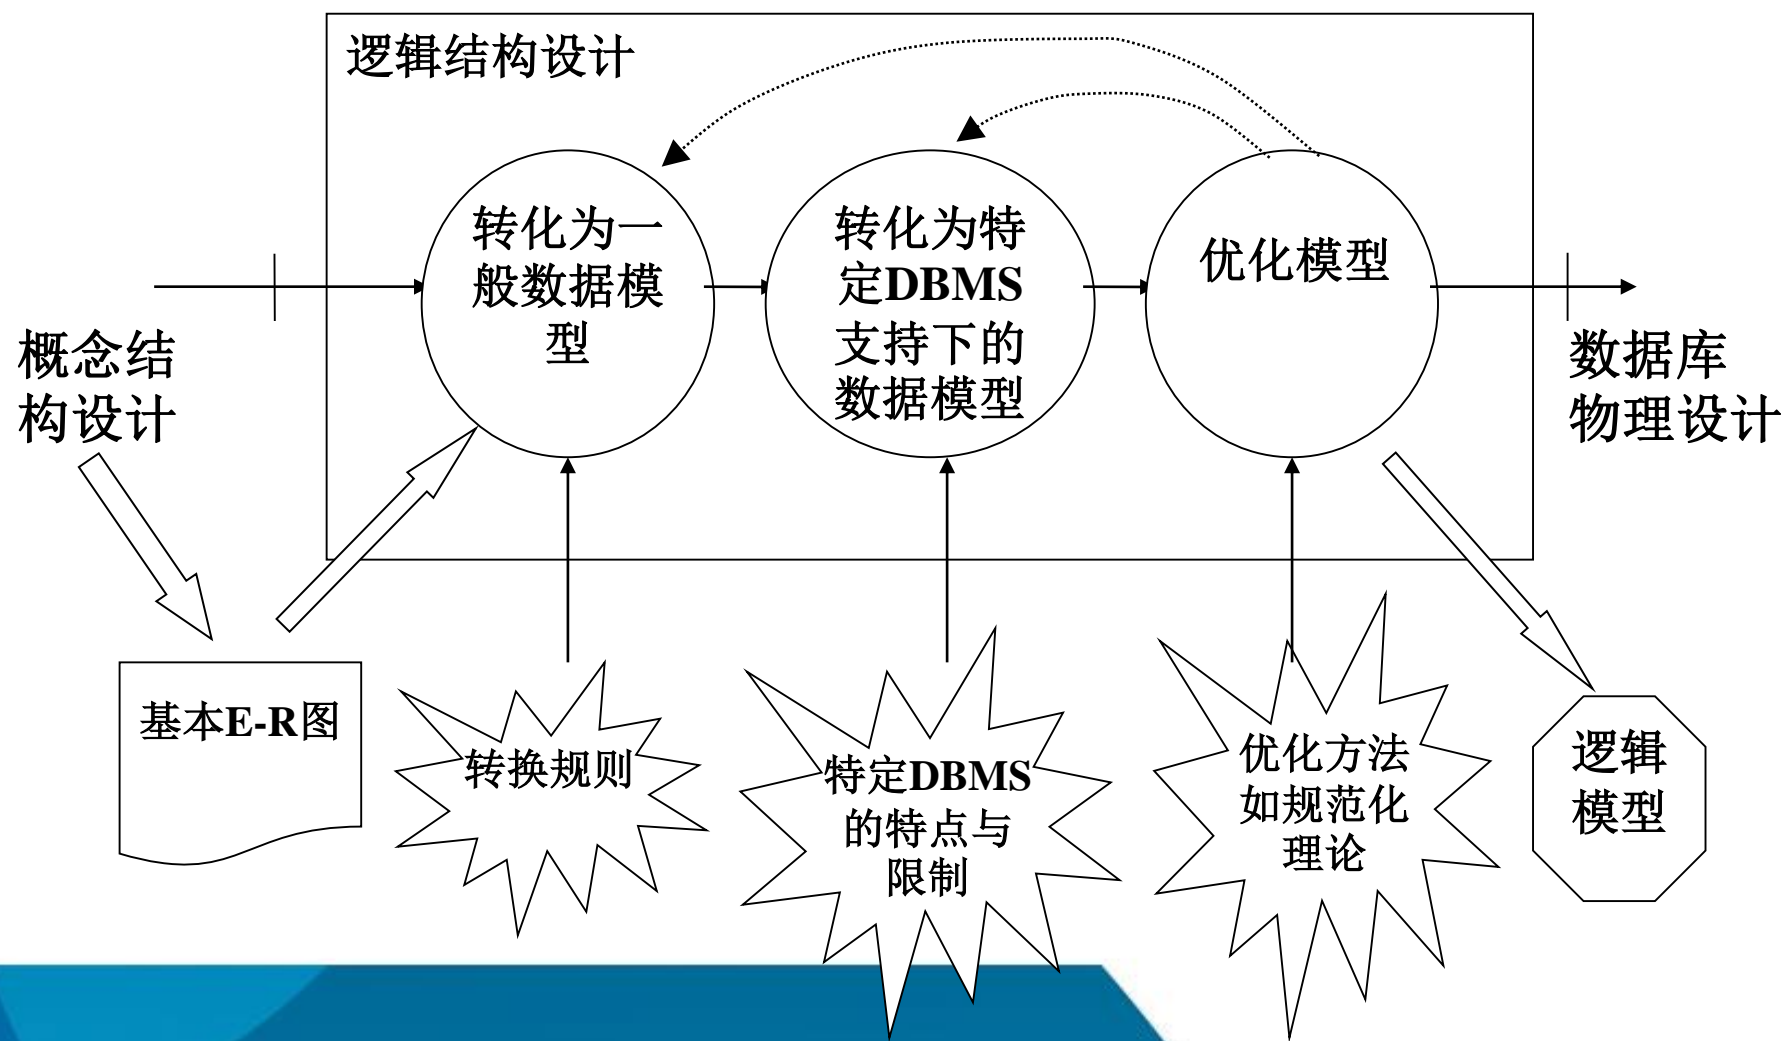 逻辑结构设计
转化为一
般数据模
型
转化为特
定DBMS
支持下的
数据模型
优化模型
概念结
构设计
数据库
物理设计
基本E-R图
转换规则
特定DBMS
的特点与
限制
优化方法
如规范化
理论
逻辑
模型